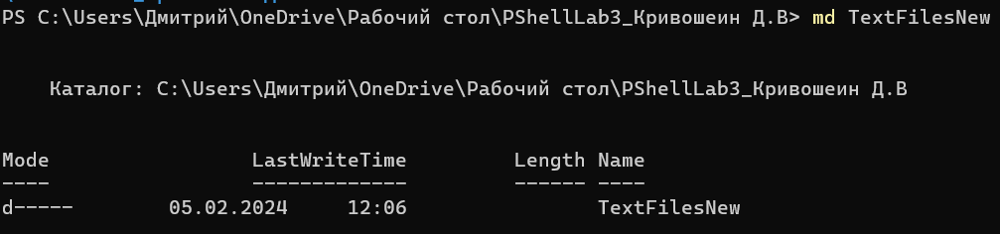 PS C:\Users\Дмитрий\OneDrive\Рабочий стол\PShellLab3_Кривошеин Д.В> md TextFilesNew
Каталог: C:\Users\Дмитрий\OneDrive\Рабочий стол\PShellLab3_Кривошеин Д.В
Mode LastWriteTime Length Name
---- ------------- ------ ----
d----- 05.02.2024 12:06 TextFilesNew